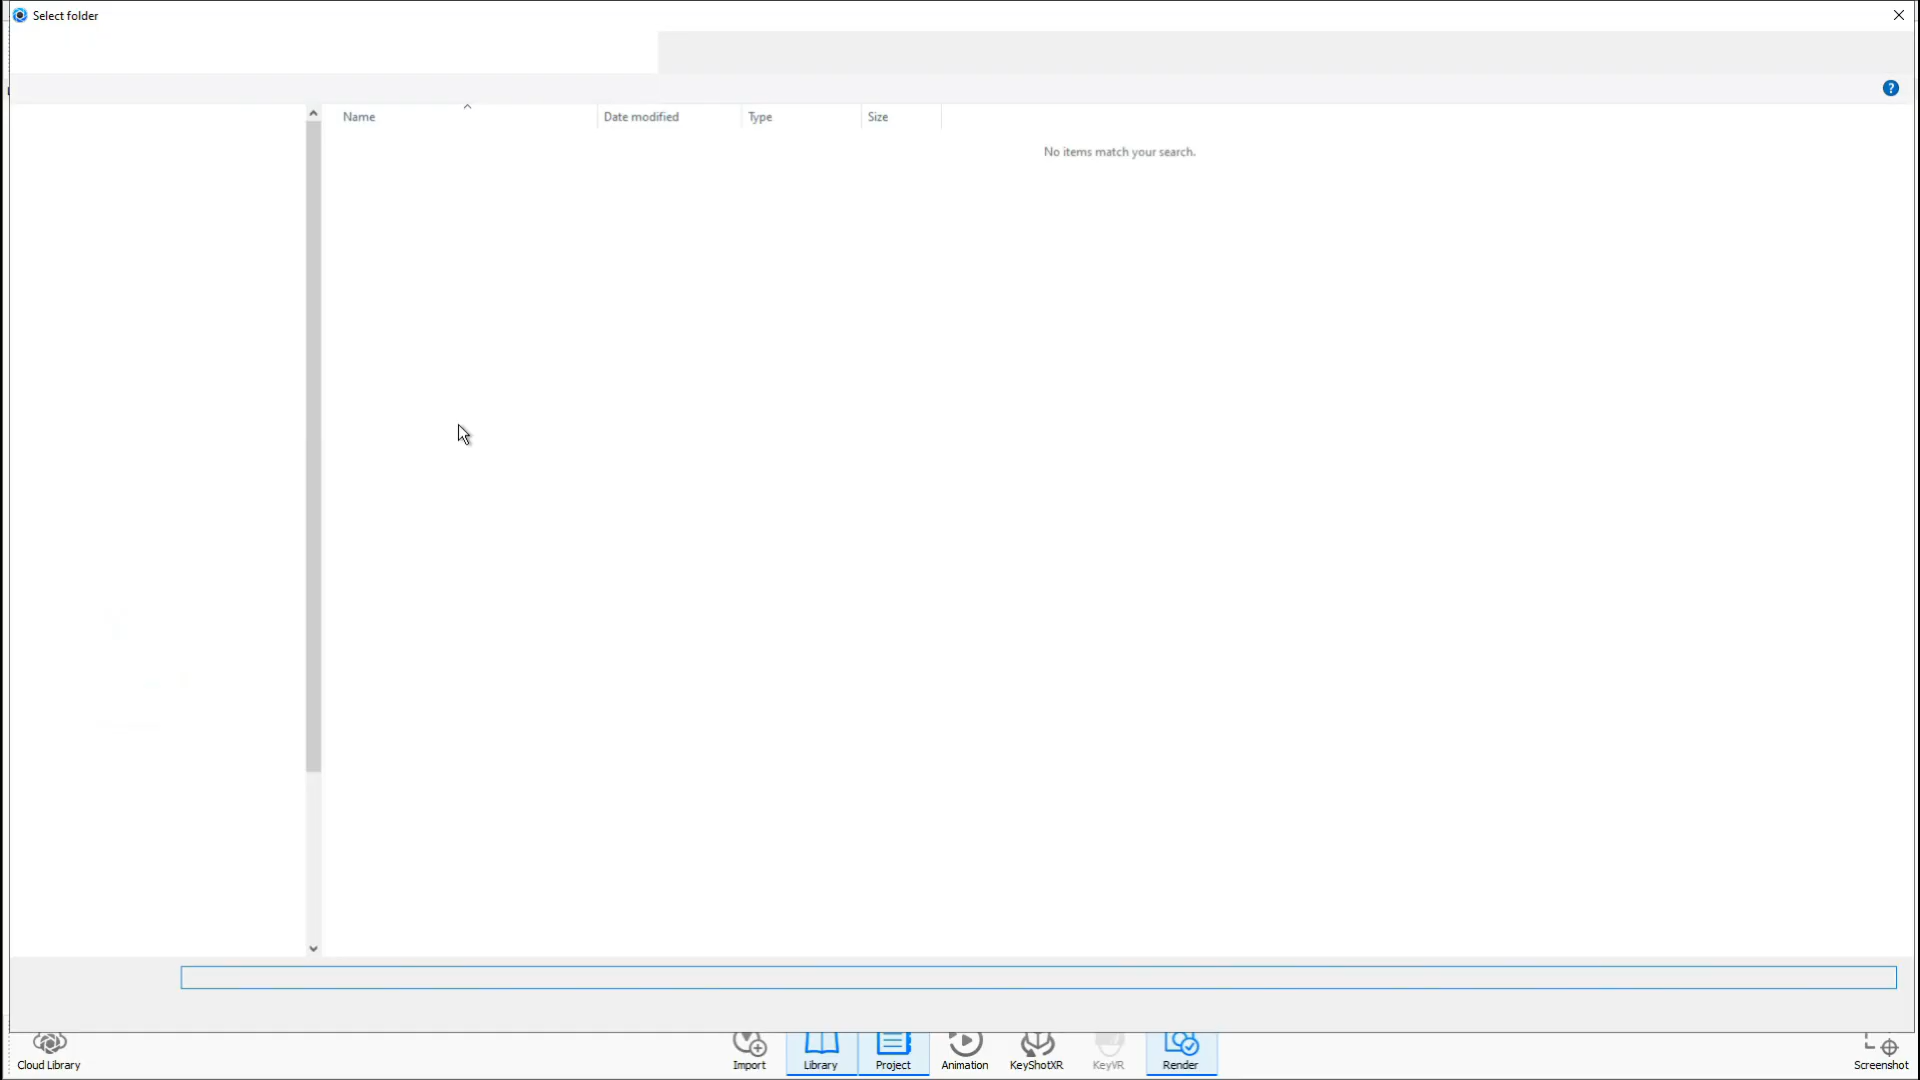 Select folder
?
Name
Date modified
Type
Size
No items match your search.
Cloud Library
Import
Library
Project
Animation
KeyShotXR
KeyVR
Render
Screenshot